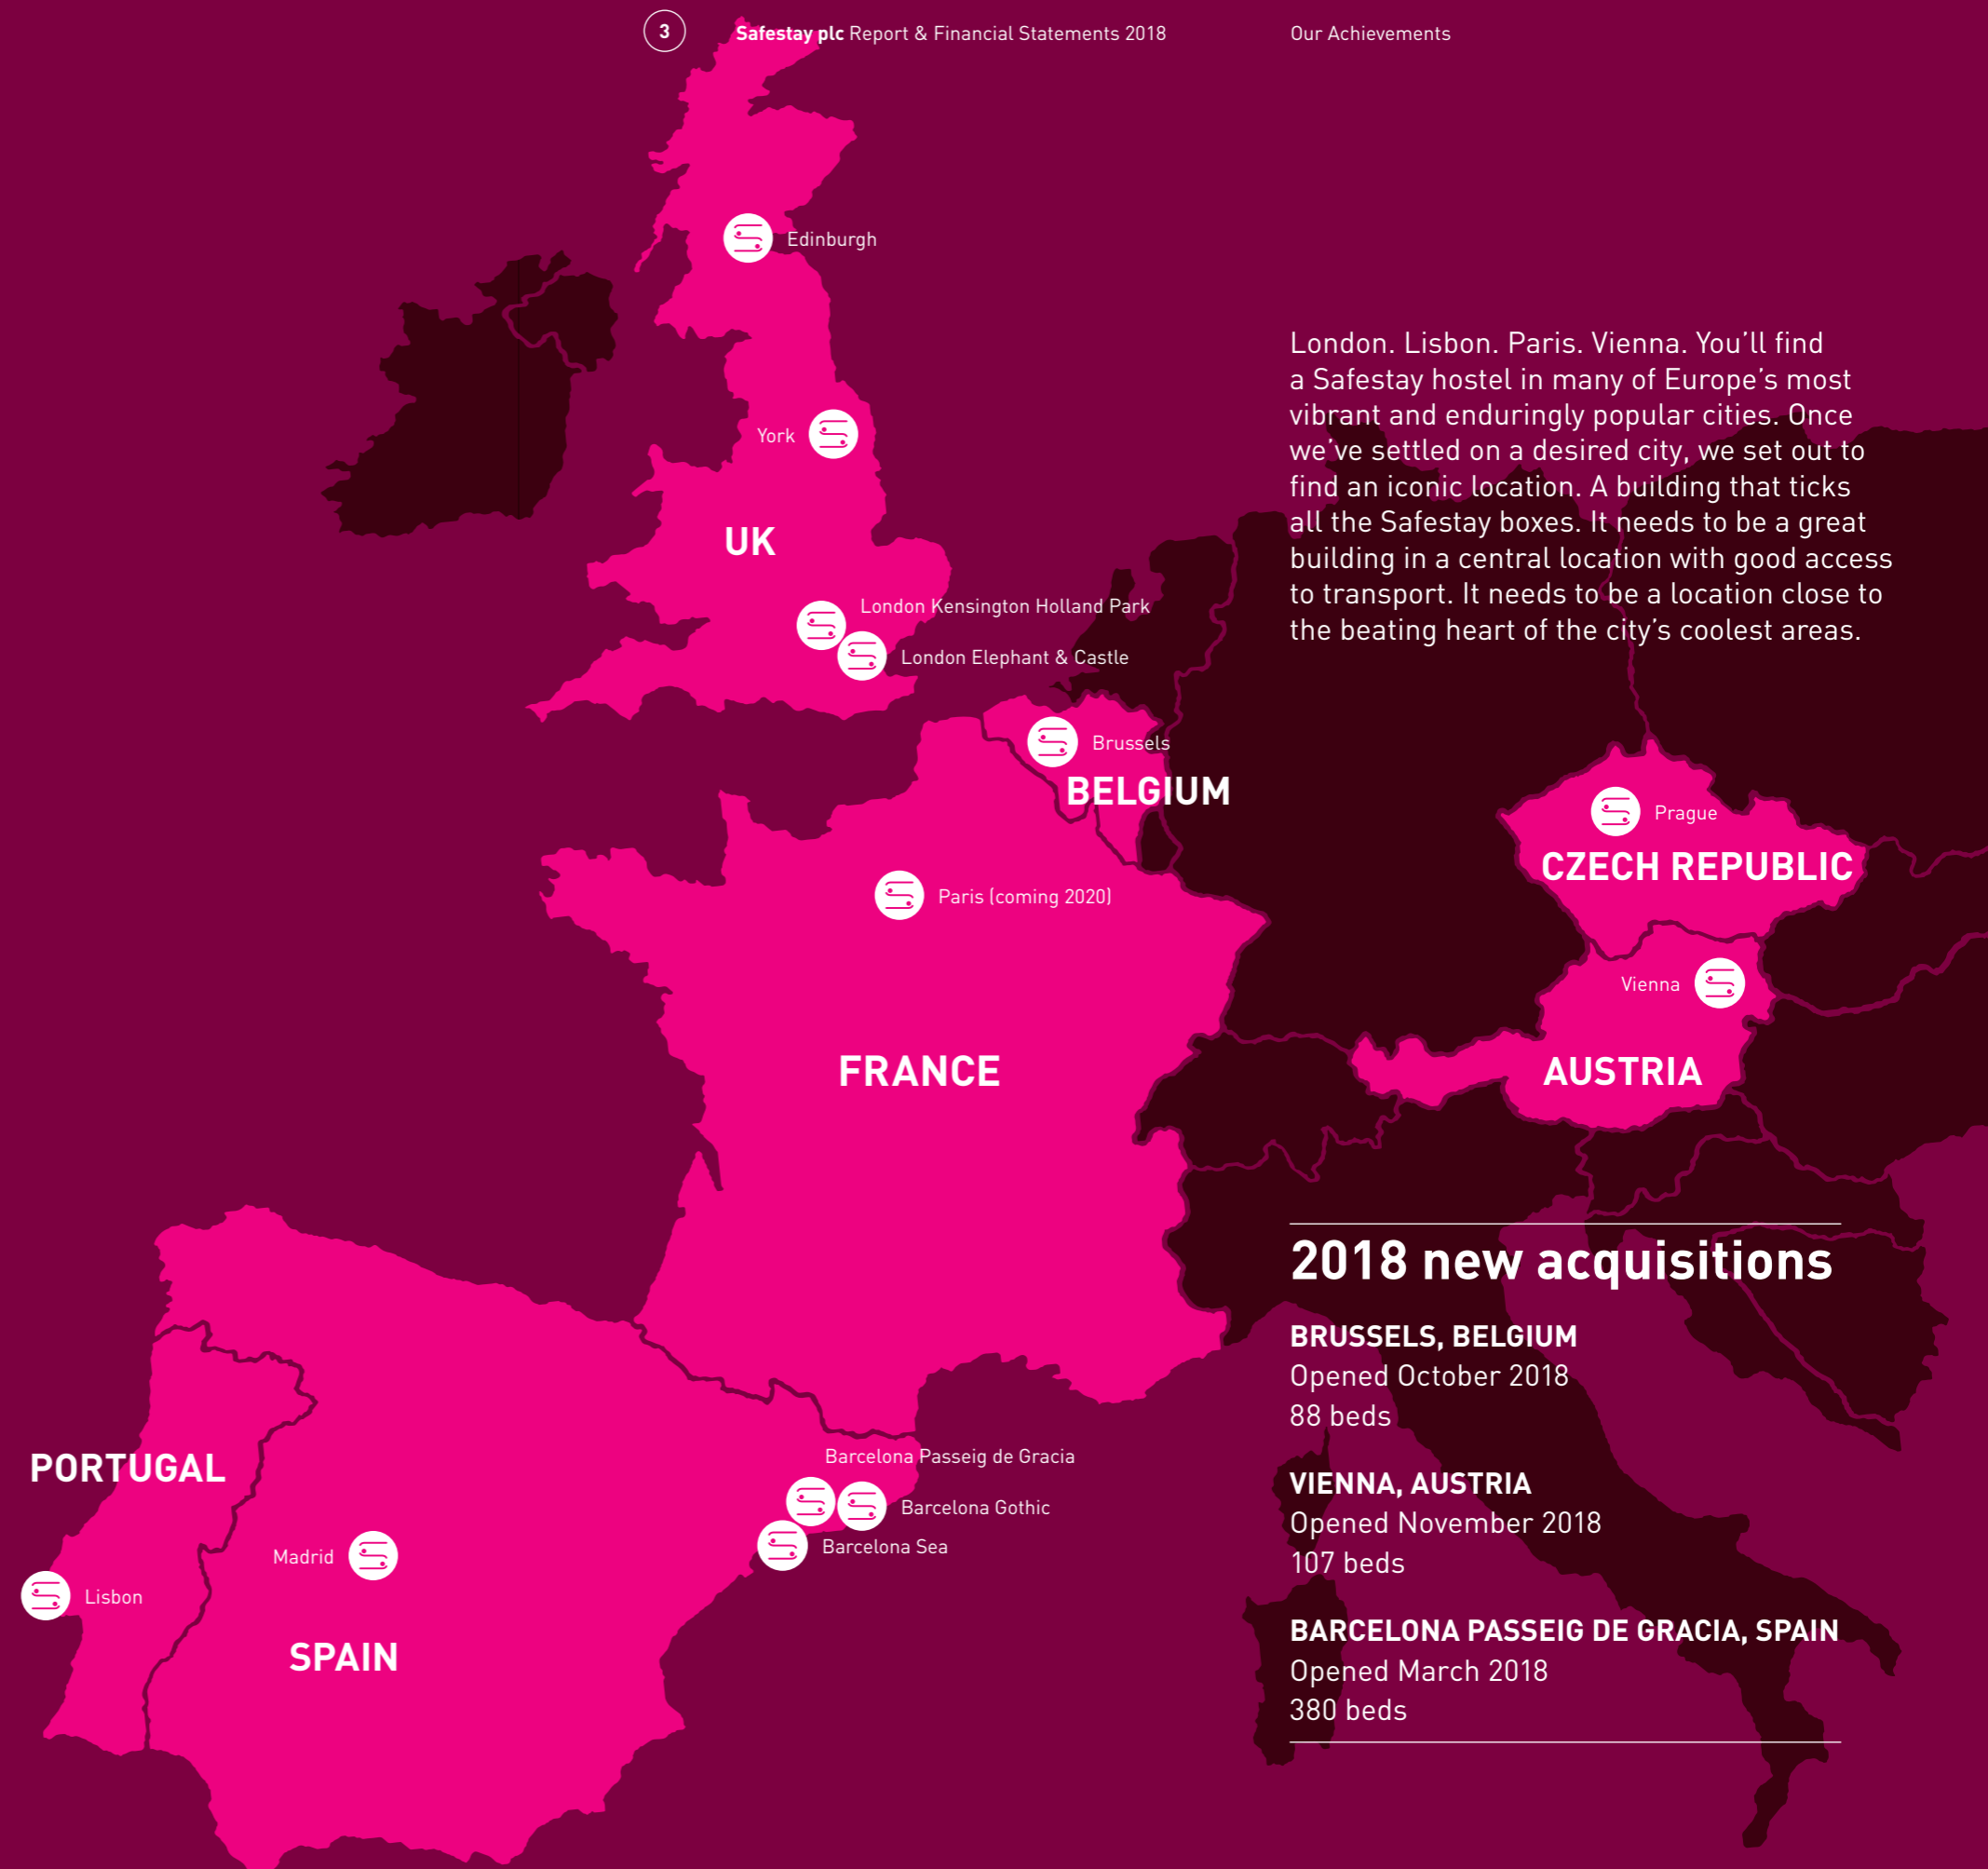 3
Safestay plc Report & Financial Statements 2018
Our Achievements
Edinburgh
York
UK
London Kensington Holland Park
London Elephant & Castle
London. Lisbon. Paris. Vienna. You’ll find
a Safestay hostel in many of Europe’s most
vibrant and enduringly popular cities. Once
we’ve settled on a desired city, we set out to
find an iconic location. A building that ticks
all the Safestay boxes. It needs to be a great
building in a central location with good access
to transport. It needs to be a location close to
the beating heart of the city’s coolest areas.
Brussels
BELGIUM
Prague
CZECH REPUBLIC
Paris (coming 2020)
Vienna
FRANCE
AUSTRIA
PORTUGAL
Barcelona Passeig de Gracia
Barcelona Gothic
Barcelona Sea
Madrid
Lisbon
SPAIN
2018 new acquisitions
BRUSSELS, BELGIUM
Opened October 2018
88 beds
VIENNA, AUSTRIA
Opened November 2018
107 beds
BARCELONA PASSEIG DE GRACIA, SPAIN
Opened March 2018
380 beds